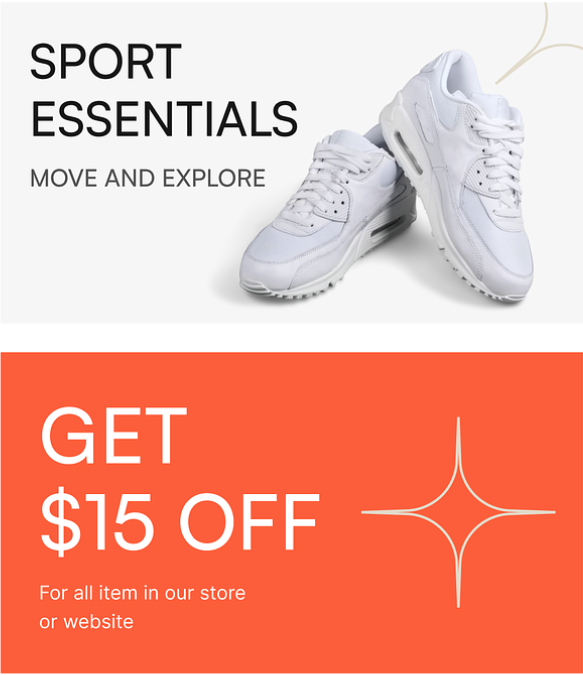 SPORT
ESSENTIALS
MOVE AND EXPLORE
GET
$15 OFF
For all item in our store
or website